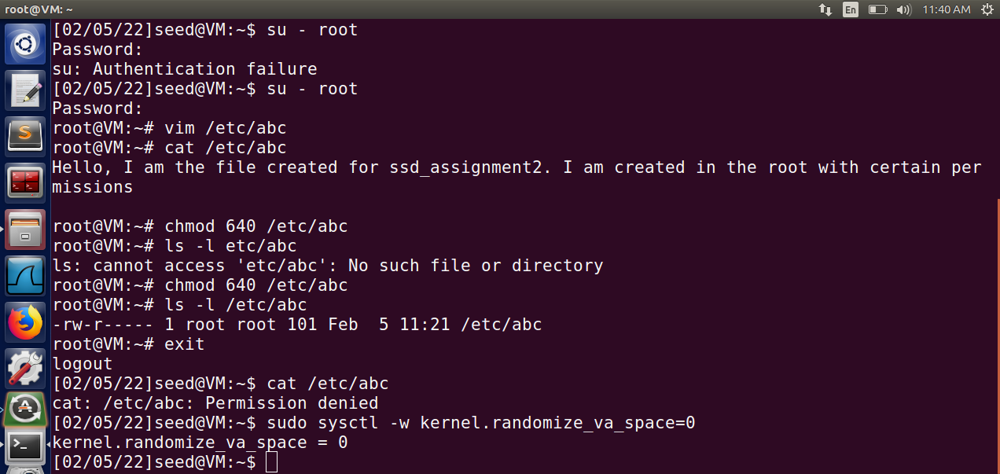 root@VM: ~
En
11:40 AM
[02/05/22]seed@VM:~$ su - root
Password:
su: Authentication failure
[02/05/22]seed@VM:~$ su - root
Password:
root@VM:~# vim /etc/abc
root@VM:~# cat /etc/abc
Hello, I am the file created for ssd_assignment2. I am created in the root with certain per
missions
root@VM:~# chmod 640 /etc/abc
root@VM:~# ls -l etc/abc
ls: cannot access 'etc/abc': No such file or directory
root@VM:~# chmod 640 /etc/abc
root@VM:~# ls -l /etc/abc
-rw-r----- 1 root root 101 Feb  5 11:21 /etc/abc
root@VM:~# exit
logout
[02/05/22]seed@VM:~$ cat /etc/abc
cat: /etc/abc: Permission denied
[02/05/22]seed@VM:~$ sudo sysctl -w kernel.randomize_va_space=0
kernel.randomize_va_space = 0
[02/05/22]seed@VM:~$